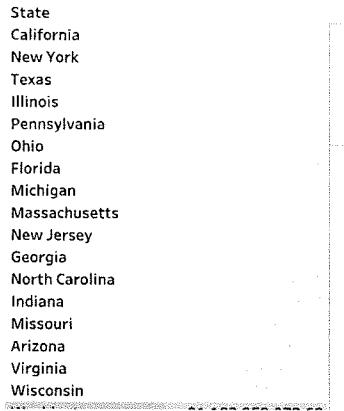 State
California
New York
Texas
Illinois
Pennsylvania
Ohio
Florida
Michigan
Massachusetts
New Jersey
Georgia
North Carolina
Indiana
Missouri
Arizona
Virginia
Wisconsin